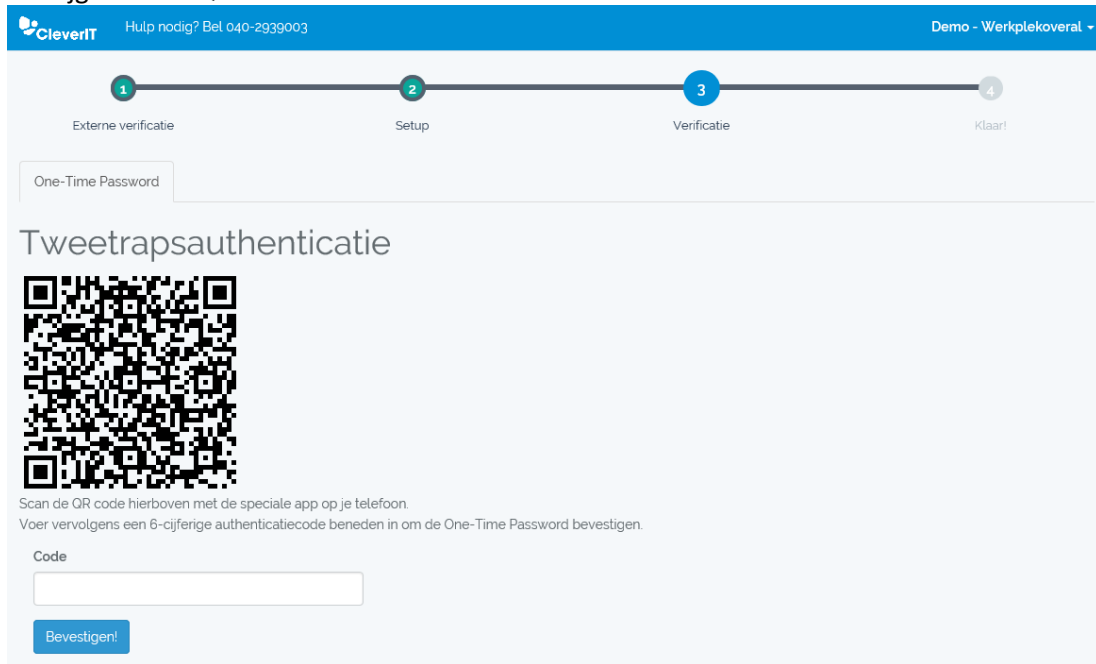 CleverIT Hulp nodig? Bel 040-2939003 Demo - Werkplekoveral
1 2 3 4
Externe verificatie Setup Verificatie Klaar!
One-Time Password
Tweetrapsauthenticatie
Scan de QR code hierboven met de speciale app op je telefoon.
Voer vervolgens een 6-cijferige authenticatiecode beneden in om de One-Time Password bevestigen.
Code
Bevestigen!